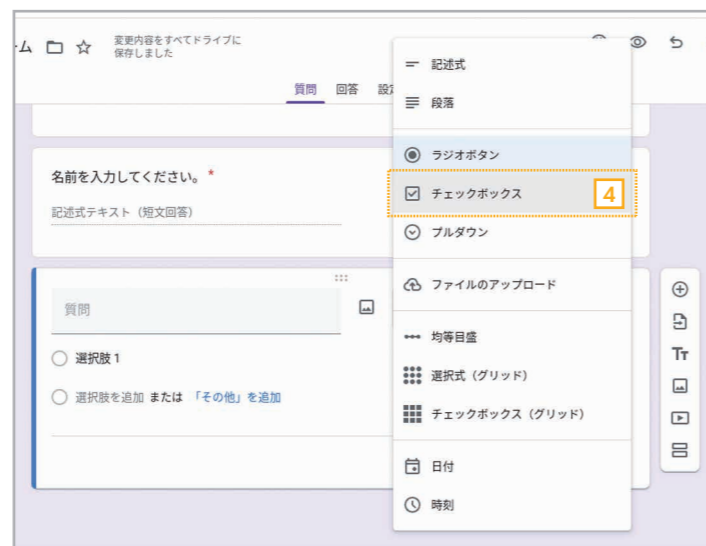 ーム
変更内容をすべてドライブに
保存しました
質問 回答 設定
名前を入力してください。 *
記述式テキスト（短文回答）
質問
選択肢 1
選択肢を追加 または 「その他」を追加
記述式
段落
ラジオボタン
チェックボックス 4
プルダウン
ファイルのアップロード
均等目盛
選択式（グリッド）
チェックボックス（グリッド）
日付
時刻
Tт